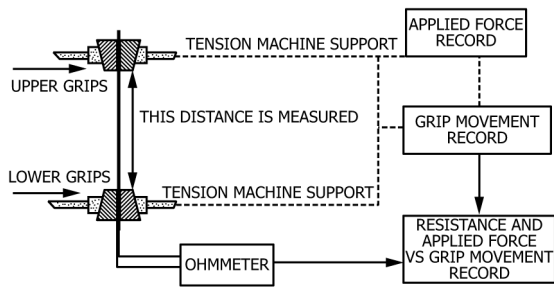 APPLIED FORCE
RECORD
TENSION MACHINE SUPPORT
UPPER GRIPS
THIS DISTANCE IS MEASURED
GRIP MOVEMENT
RECORD
LOWER GRIPS
TENSION MACHINE SUPPORT
RESISTANCE AND
APPLIED FORCE
VS GRIP MOVEMENT
RECORD
OHMMETER